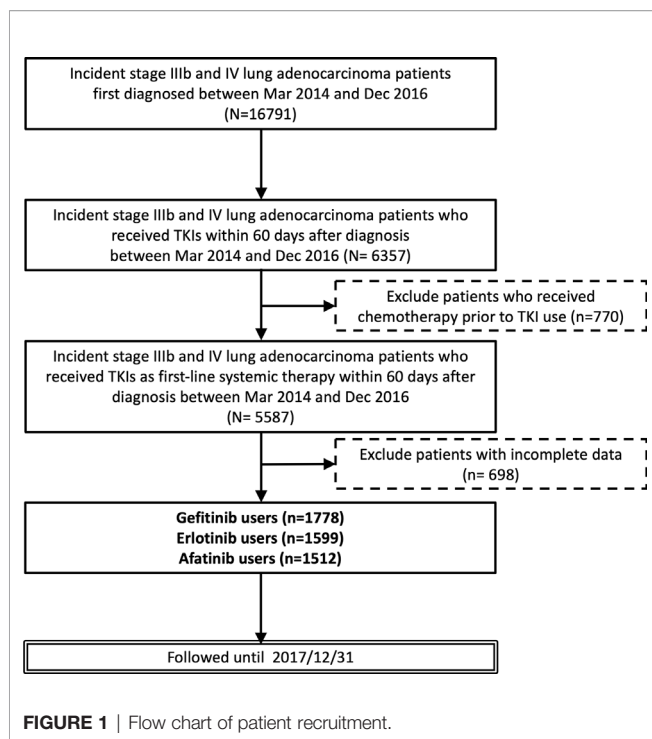 Incident stage IIIb and IV lung adenocarcinoma patients
first diagnosed between Mar 2014 and Dec 2016
(N=16791)
Incident stage IIIb and IV lung adenocarcinoma patients who
received TKIs within 60 days after diagnosis
between Mar 2014 and Dec 2016 (N= 6357)
Exclude patients who received
chemotherapy prior to TKI use (n=770)
Incident stage IIIb and IV lung adenocarcinoma patients who
received TKIs as first-line systemic therapy within 60 days after
diagnosis between Mar 2014 and Dec 2016
(N= 5587)
Exclude patients with incomplete data
(n= 698)
Gefitinib users (n=1778)
Erlotinib users (n=1599)
Afatinib users (n=1512)
Followed until 2017/12/31
FIGURE 1 | Flow chart of patient recruitment.